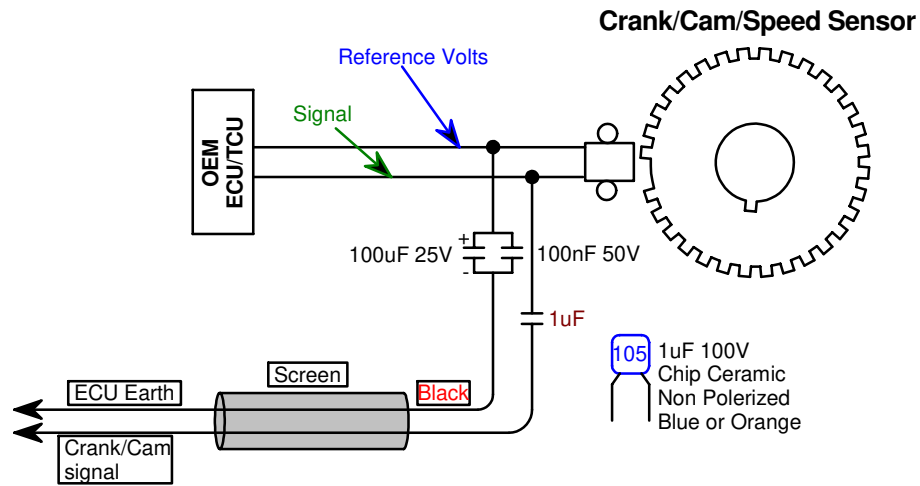 Crank/Cam/Speed Sensor
Reference Volts
Signal
OEM
ECU/TCU
+
-
100uF 25V
100nF 50V
1uF
105
1uF 100V
Chip Ceramic
Non Polerized
Blue or Orange
Screen
ECU Earth
Black
Crank/Cam
signal